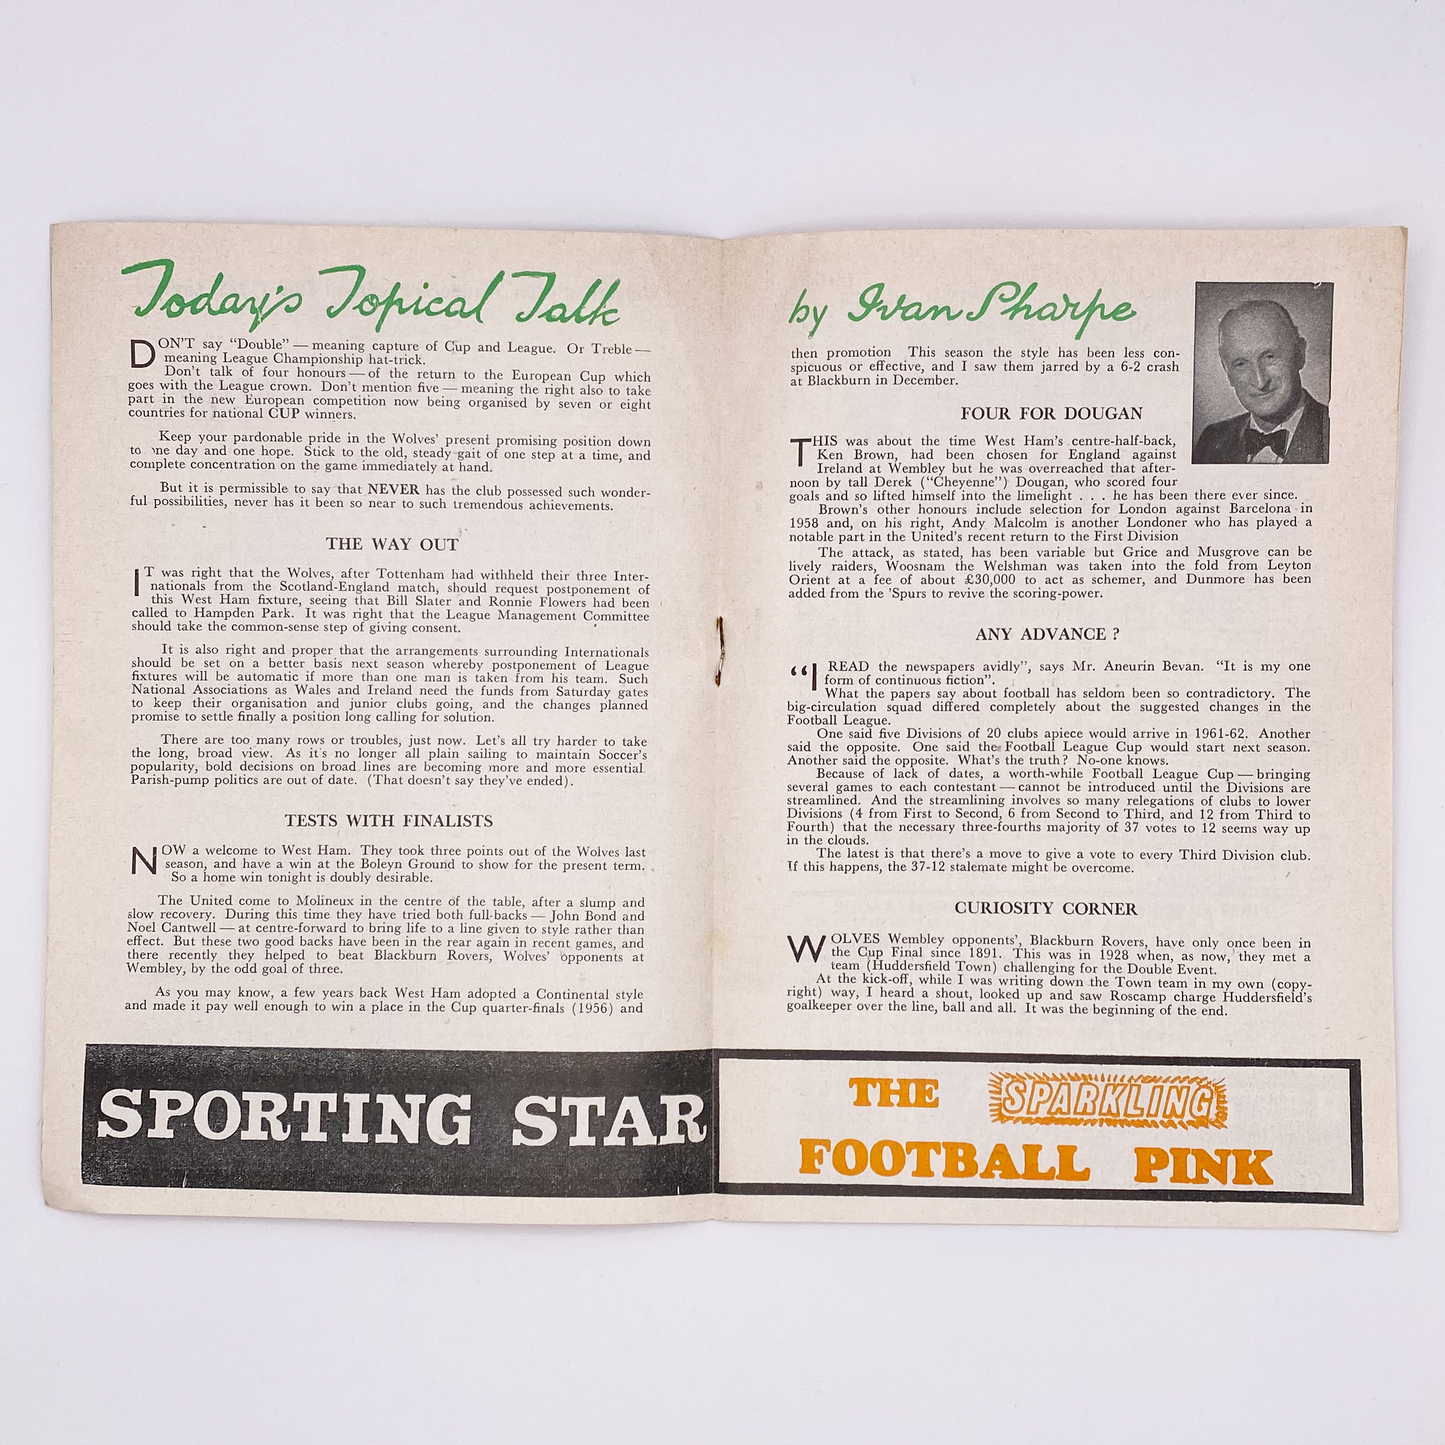 Today's Topical Talk
DON'T say "Double" — meaning capture of Cup and League. Or Treble —
meaning League Championship hat-trick.
Don't talk of four honours — of the return to the European Cup which
goes with the League crown. Don't mention five — meaning the right also to take
part in the new European competition now being organised by seven or eight
countries for national CUP winners.
Keep your pardonable pride in the Wolves' present promising position down
to one day and one hope. Stick to the old, steady gait of one step at a time, and
complete concentration on the game immediately at hand.
But it is permissible to say that NEVER has the club possessed such wonder-
ful possibilities, never has it been so near to such tremendous achievements.
THE WAY OUT
IT was right that the Wolves, after Tottenham had withheld their three Inter-
nationals from the Scotland-England match, should request postponement of
this West Ham fixture, seeing that Bill Slater and Ronnie Flowers had been
called to Hampden Park. It was right that the League Management Committee
should take the common-sense step of giving consent.
It is also right and proper that the arrangements surrounding Internationals
should be set on a better basis next season whereby postponement of League
fixtures will be automatic if more than one man is taken from his team. Such
National Associations as Wales and Ireland need the funds from Saturday gates
to keep their organisation and junior clubs going, and the changes planned
promise to settle finally a position long calling for solution.
There are too many rows or troubles, just now. Let's all try harder to take
the long, broad view. As it's no longer all plain sailing to maintain Soccer's
popularity, bold decisions on broad lines are becoming more and more essential.
Parish-pump politics are out of date. (That doesn't say they've ended).
TESTS WITH FINALISTS
NOW a welcome to West Ham. They took three points out of the Wolves last
season, and have a win at the Boleyn Ground to show for the present term.
So a home win tonight is doubly desirable.
The United come to Molineux in the centre of the table, after a slump and
slow recovery. During this time they have tried both full-backs — John Bond and
Noel Cantwell — at centre-forward to bring life to a line given to style rather than
effect. But these two good backs have been in the rear again in recent games, and
there recently they helped to beat Blackburn Rovers, Wolves' opponents at
Wembley, by the odd goal of three.
As you may know, a few years back West Ham adopted a Continental style
and made it pay well enough to win a place in the Cup quarter-finals (1956) and
SPORTING STAR
by Ivan Sharpe
then promotion This season the style has been less con-
spicuous or effective, and I saw them jarred by a 6-2 crash
at Blackburn in December.
FOUR FOR DOUGAN
THIS was about the time West Ham's centre-half-back,
Ken Brown, had been chosen for England against
Ireland at Wembley but he was overreached that after-
noon by tall Derek ("Cheyenne") Dougan, who scored four
goals and so lifted himself into the limelight . . . he has been there ever since.
Brown's other honours include selection for London against Barcelona in
1958 and, on his right, Andy Malcolm is another Londoner who has played a
notable part in the United's recent return to the First Division
The attack, as stated, has been variable but Grice and Musgrove can be
lively raiders, Woosnam the Welshman was taken into the fold from Leyton
Orient at a fee of about £30,000 to act as schemer, and Dunmore has been
added from the 'Spurs to revive the scoring-power.
ANY ADVANCE ?
"I READ the newspapers avidly", says Mr. Aneurin Bevan. "It is my one
form of continuous fiction".
What the papers say about football has seldom been so contradictory. The
big-circulation squad differed completely about the suggested changes in the
Football League.
One said five Divisions of 20 clubs apiece would arrive in 1961-62. Another
said the opposite. One said the Football League Cup would start next season.
Another said the opposite. What's the truth? No-one knows.
Because of lack of dates, a worth-while Football League Cup — bringing
several games to each contestant — cannot be introduced until the Divisions are
streamlined. And the streamlining involves so many relegations of clubs to lower
Divisions (4 from First to Second, 6 from Second to Third, and 12 from Third to
Fourth) that the necessary three-fourths majority of 37 votes to 12 seems way up
in the clouds.
The latest is that there's a move to give a vote to every Third Division club.
If this happens, the 37-12 stalemate might be overcome.
CURIOSITY CORNER
WOLVES Wembley opponents', Blackburn Rovers, have only once been in
the Cup Final since 1891. This was in 1928 when, as now, they met a
team (Huddersfield Town) challenging for the Double Event.
At the kick-off, while I was writing down the Town team in my own (copy-
right) way, I heard a shout, looked up and saw Roscamp charge Huddersfield's
goalkeeper over the line, ball and all. It was the beginning of the end.
THE SPARKLING
FOOTBALL PINK